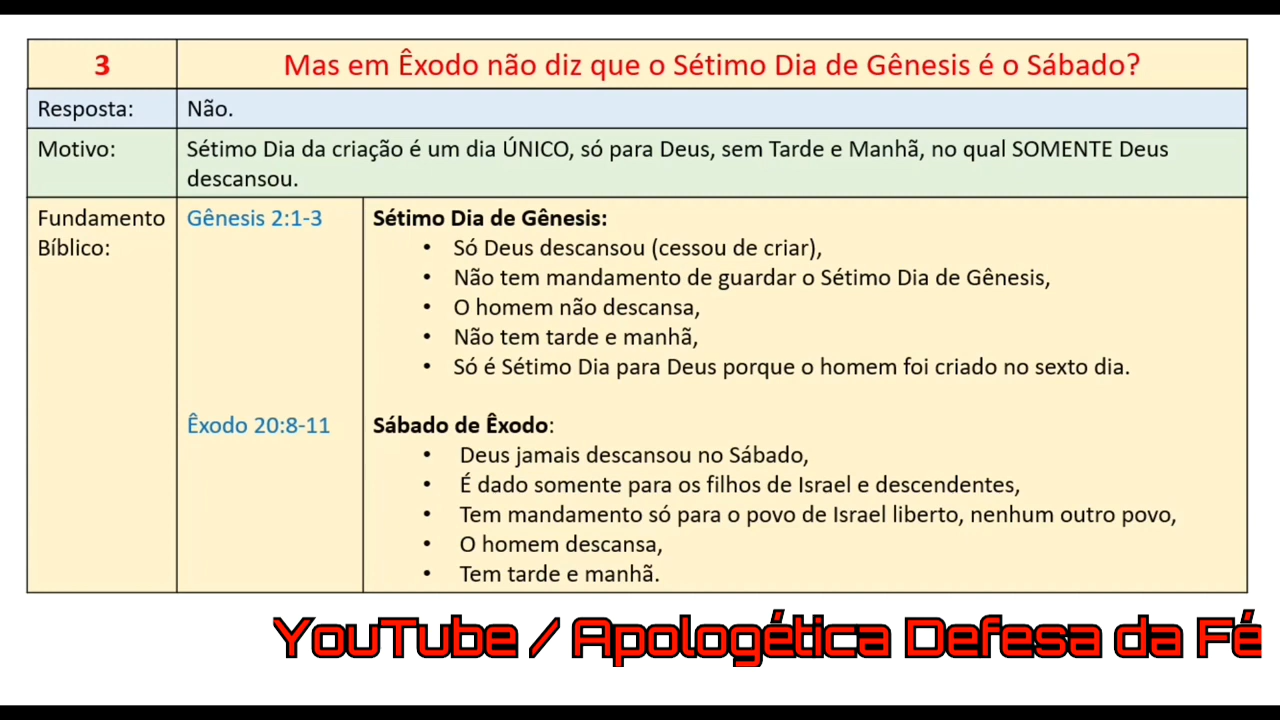 3
Mas em Êxodo não diz que o Sétimo Dia de Gênesis é o Sábado?
Resposta:
Não.
Motivo:
Sétimo Dia da criação é um dia ÚNICO, só para Deus, sem Tarde e Manhã, no qual SOMENTE Deus
descansou.
Fundamento
Bíblico:
Gênesis 2:1-3
Sétimo Dia de Gênesis:
• Só Deus descansou (cessou de criar),
• Não tem mandamento de guardar o Sétimo Dia de Gênesis,
• O homem não descansa,
• Não tem tarde e manhã,
• Só é Sétimo Dia para Deus porque o homem foi criado no sexto dia.
Êxodo 20:8-11
Sábado de Êxodo:
• Deus jamais descansou no Sábado,
• É dado somente para os filhos de Israel e descendentes,
• Tem mandamento só para o povo de Israel liberto, nenhum outro povo,
• O homem descansa,
• Tem tarde e manhã.
YouTube / Apologética Defesa da Fé